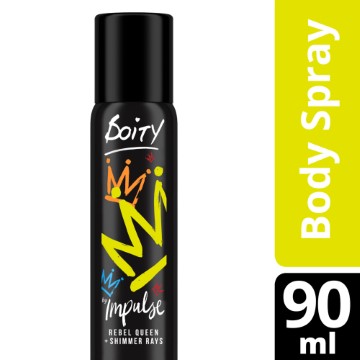 Boity
by
Impulse
REBEL QUEEN
+ SHIMMER RAYS
Body Spray
90
ml